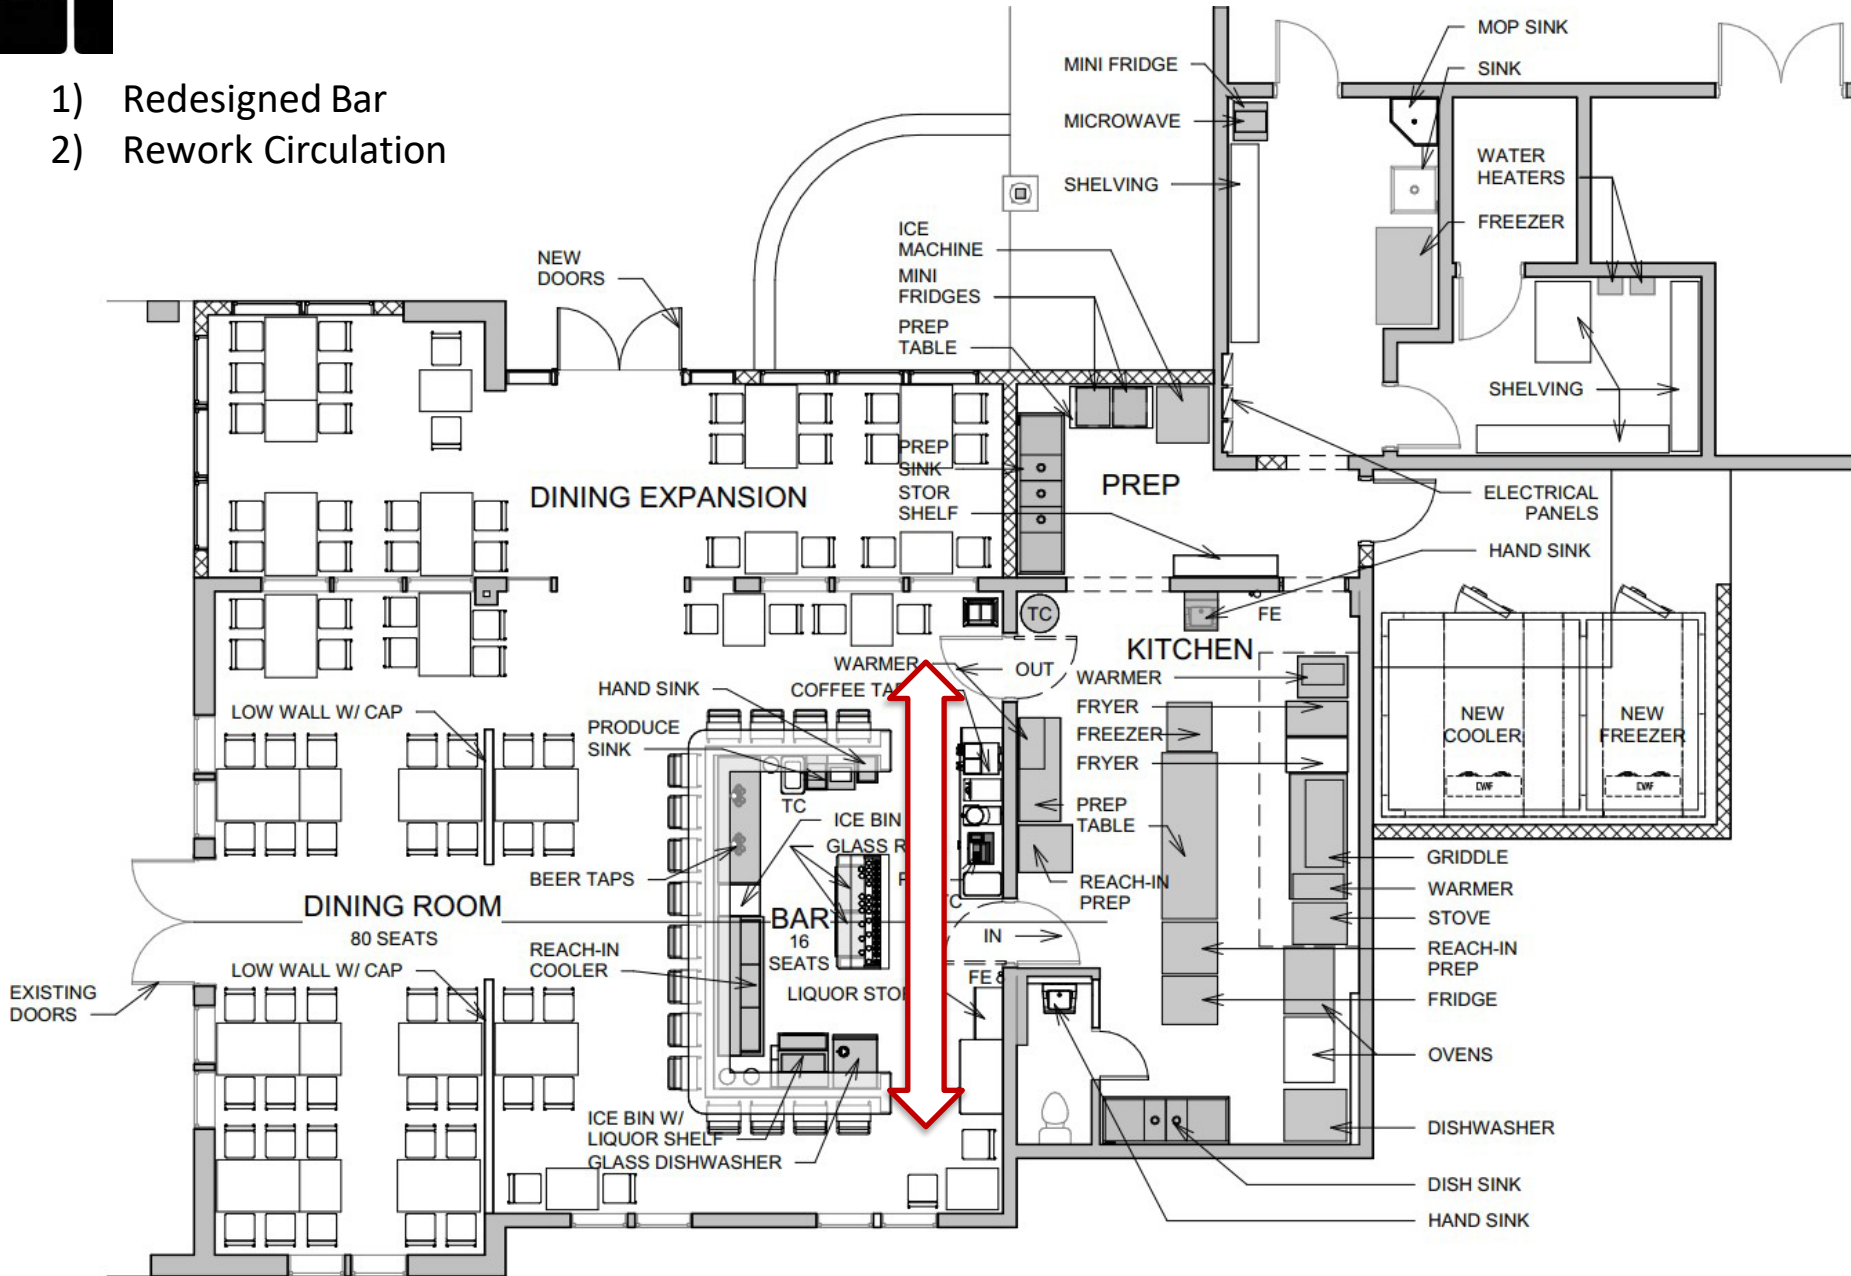 1) Redesigned Bar
2) Rework Circulation
MOP SINK
SINK
MINI FRIDGE
MICROWAVE
SHELVING
WATER
HEATERS
FREEZER
ICE
MACHINE
MINI
FRIDGES
PREP
TABLE
NEW
DOORS
SHELVING
PREP
SINK
STOR
SHELF
PREP
DINING EXPANSION
ELECTRICAL
PANELS
HAND SINK
TC
FE
KITCHEN
OUT
WARMER
COFFEE
HAND SINK
PRODUCE
SINK
LOW WALL W/ CAP
WARMER
FRYER
FREEZER
FRYER
NEW
COOLER
NEW
FREEZER
CWF
CWF
TC
ICE BIN
GLASS
PREP
TABLE
BEER TAPS
REACH-IN
PREP
GRIDDLE
WARMER
STOVE
REACH-IN
PREP
FRIDGE
OVENS
DINING ROOM
80 SEATS
BAR
16
SEATS
IN
REACH-IN
COOLER
LOW WALL W/ CAP
LIQUOR
FE
EXISTING
DOORS
ICE BIN W/
LIQUOR SHELF
GLASS DISHWASHER
DISHWASHER
DISH SINK
HAND SINK